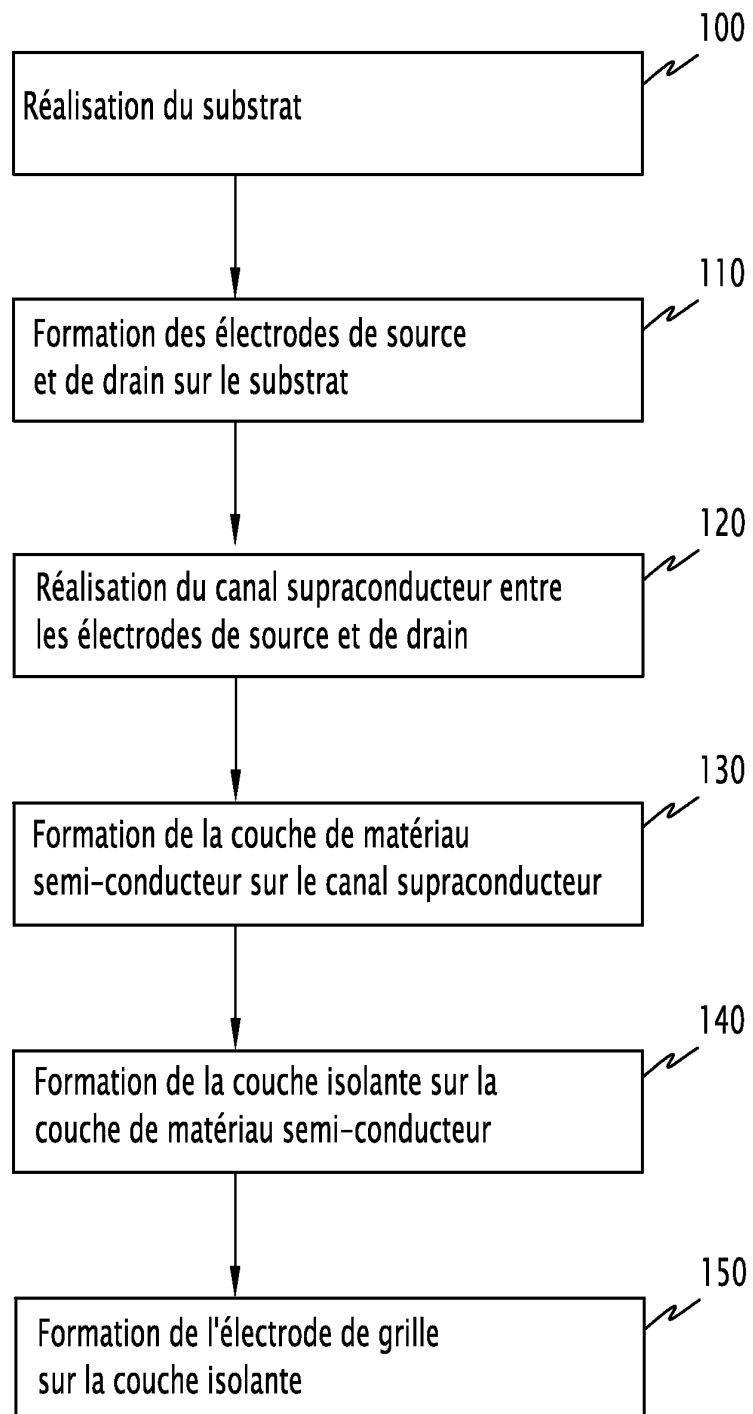 100
Réalisation du substrat
110
Formation des électrodes de source
et de drain sur le substrat
120
Réalisation du canal supraconducteur entre
les électrodes de source et de drain
130
Formation de la couche de matériau
semi-conducteur sur le canal supraconducteur
140
Formation de la couche isolante sur la
couche de matériau semi-conducteur
150
Formation de l'électrode de grille
sur la couche isolante